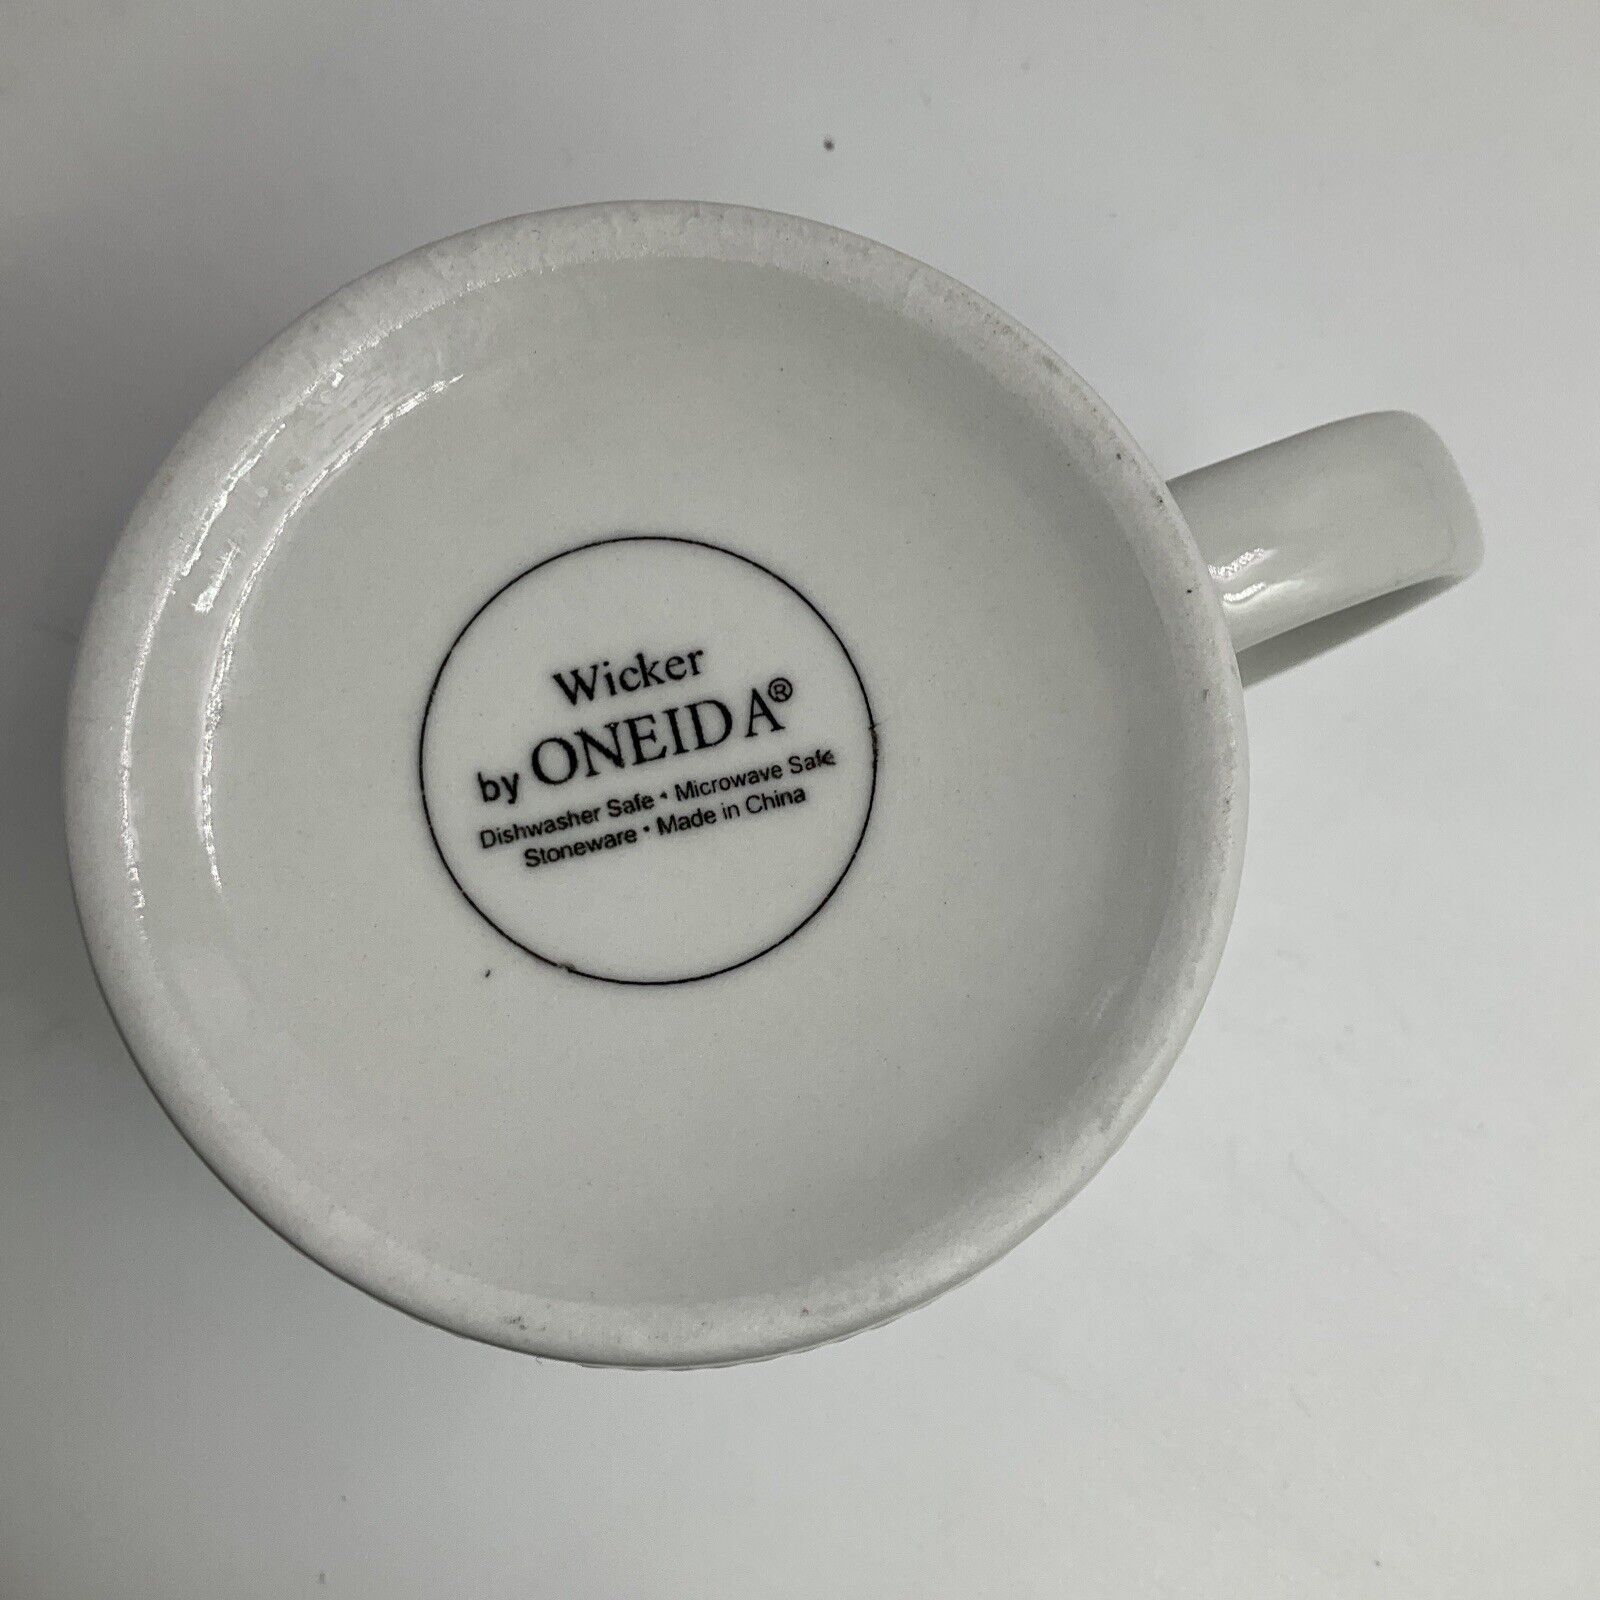 Wicker
by ONEIDA®
Dishwasher Safe • Microwave Safe
Stoneware • Made in China